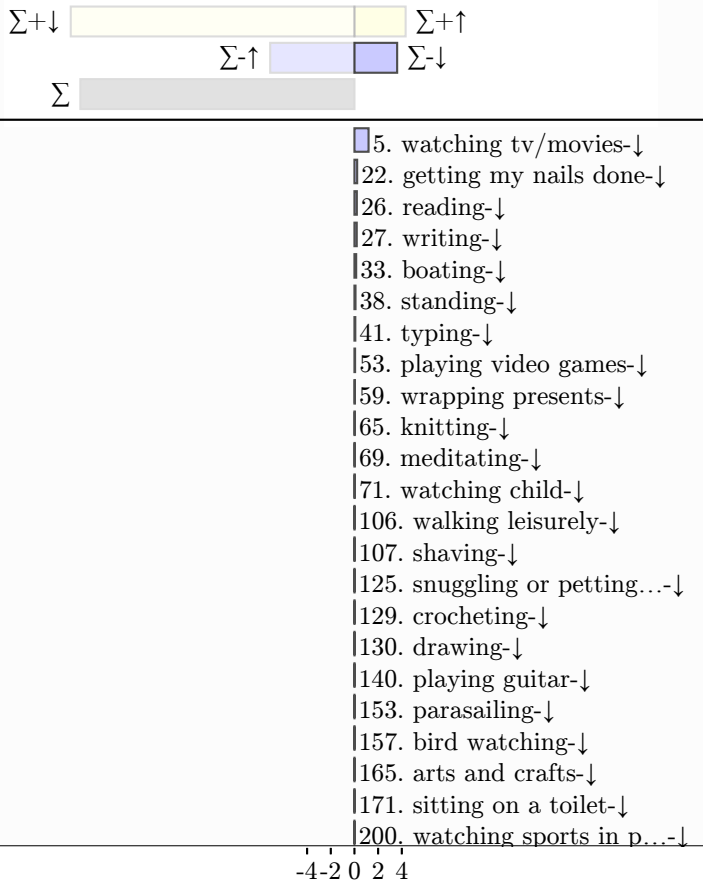 ∑+↓ ∑+↑
∑-↑ ∑-↓
∑
5. watching tv/movies-↓
22. getting my nails done-↓
26. reading-↓
27. writing-↓
33. boating-↓
38. standing-↓
41. typing-↓
53. playing video games-↓
59. wrapping presents-↓
65. knitting-↓
69. meditating-↓
71. watching child-↓
106. walking leisurely-↓
107. shaving-↓
125. snuggling or petting...-↓
129. crocheting-↓
130. drawing-↓
140. playing guitar-↓
153. parasailing-↓
157. bird watching-↓
165. arts and crafts-↓
171. sitting on a toilet-↓
200. watching sports in p...-↓
-4 -2 0 2 4